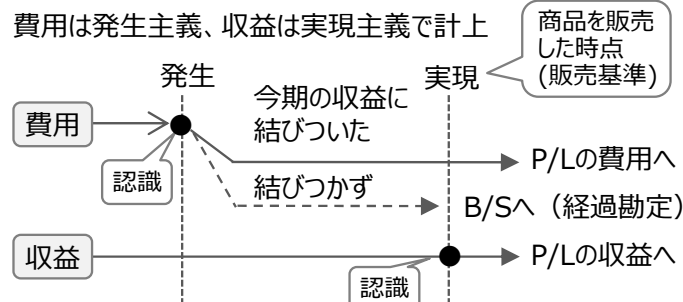 費用は発生主義、収益は実現主義で計上
商品を販売
した時点
(販売基準)
発生
実現
今期の収益に
結びついた
費用
認識
P/Lの費用へ
結びつかず
B/Sへ（経過勘定）
収益
P/Lの収益へ
認識